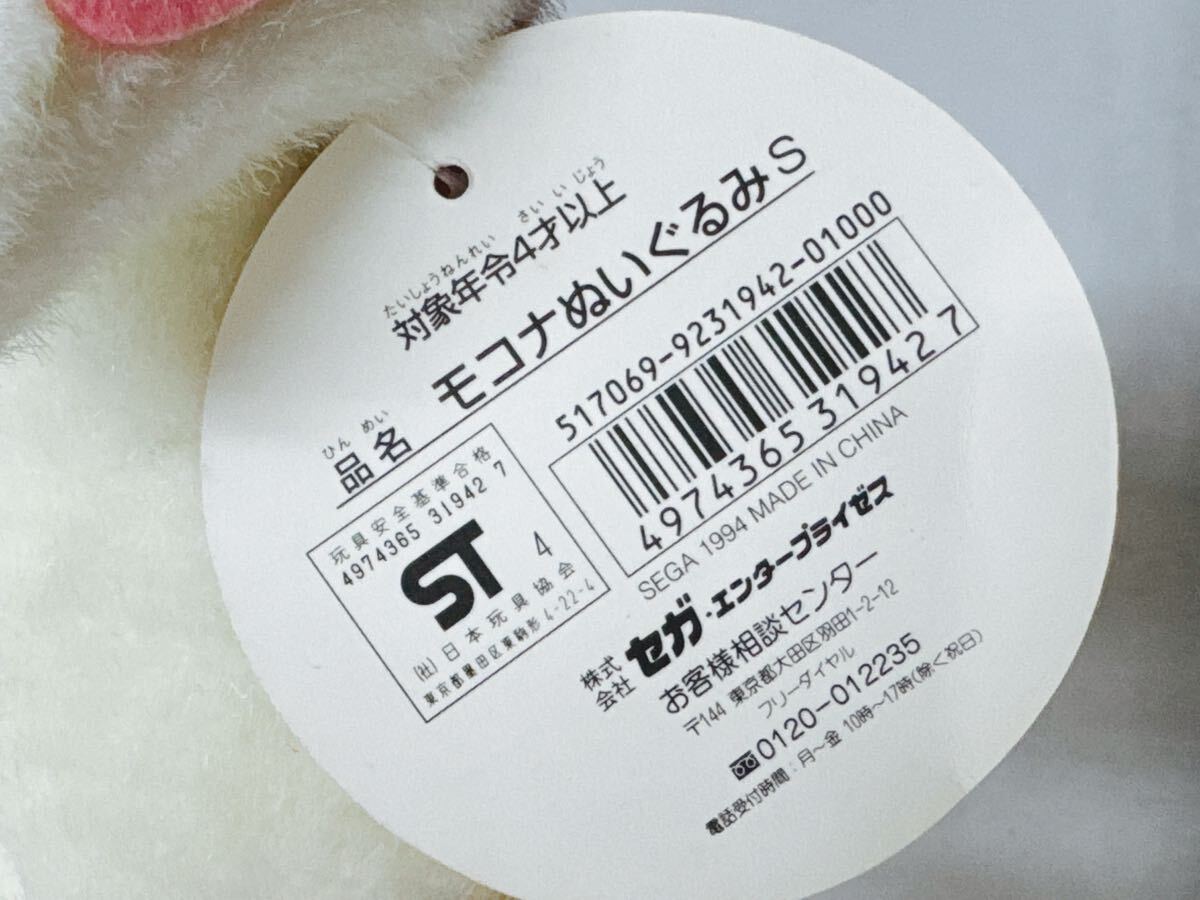 たいしょうねんれい さい いじょう
対象年令4才以上
ひん めい
品名 モコナぬいぐるみS
517069-9231942-01000
4974365 31942 7
SEGA 1994 MADE IN CHINA
玩具安全基準合格
4974365 31942 7
ST 4
(社)日本玩具協会
東京都墨田区東駒形4-22-4
株式会社 セガ・エンタープライゼス
お客様相談センター
〒144 東京都大田区羽田1-2-12
フリーダイヤル
0120-012235
電話受付時間:月〜金 10時〜17時(除く祝日)